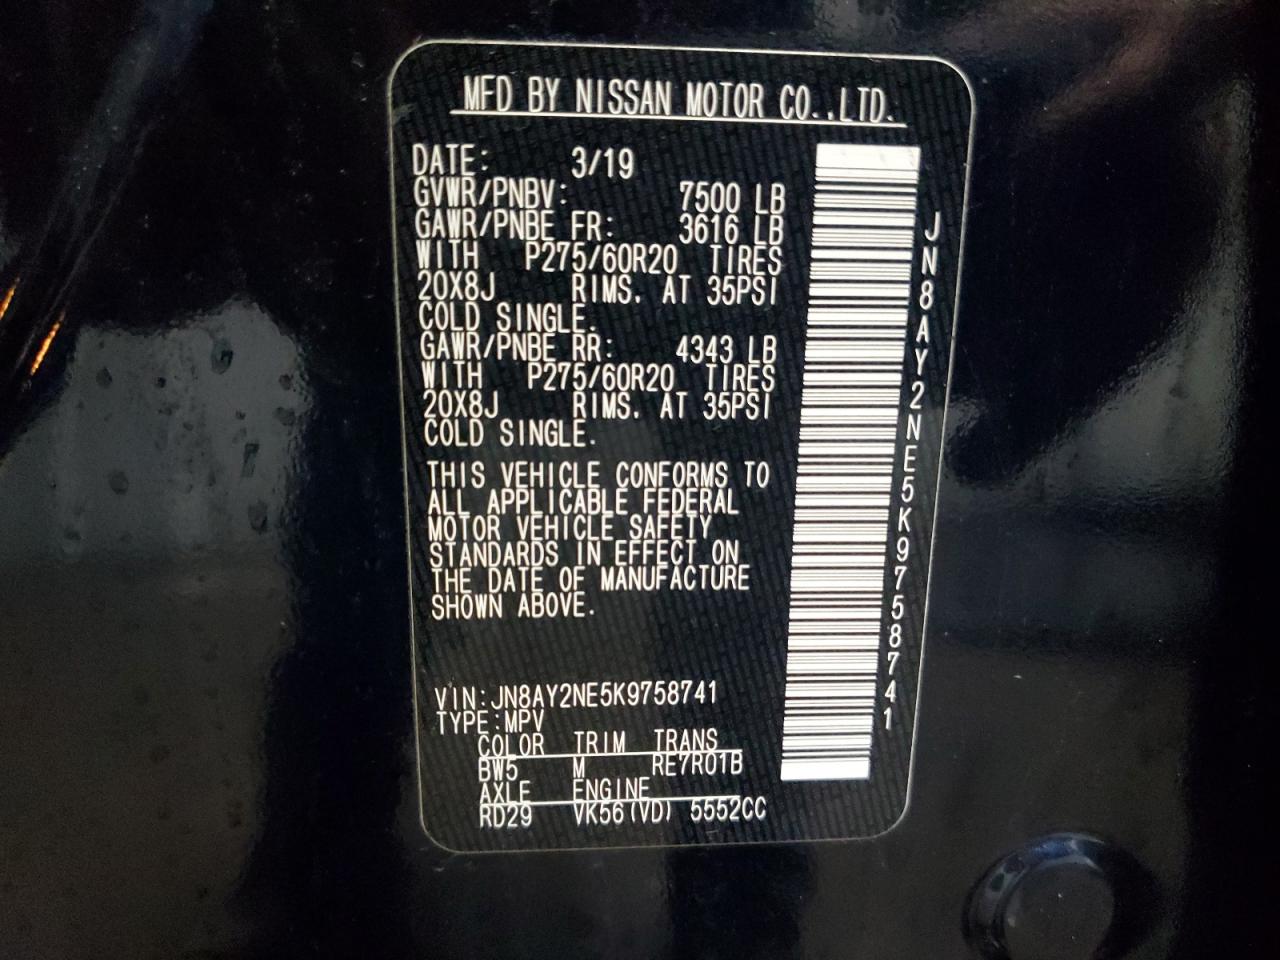 MFD BY NISSAN MOTOR CO.,LTD.
DATE: 3/19
GVWR/PNBV: 7500 LB
GAWR/PNBE FR: 3616 LB
WITH P275/60R20 TIRES
20X8J RIMS. AT 35PSI
COLD SINGLE.
GAWR/PNBE RR: 4343 LB
WITH P275/60R20 TIRES
20X8J RIMS. AT 35PSI
COLD SINGLE.
THIS VEHICLE CONFORMS TO
ALL APPLICABLE FEDERAL
MOTOR VEHICLE SAFETY
STANDARDS IN EFFECT ON
THE DATE OF MANUFACTURE
SHOWN ABOVE.
VIN:JN8AY2NE5K9758741
TYPE:MPV
COLOR TRIM TRANS
BW5 M RE7R01B
AXLE ENGINE
RD29 VK56(VD) 5552CC
JN8AY2NE5K9758741